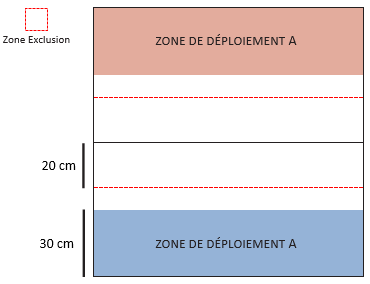 ZONE DE DÉPLOIEMENT A
Zone Exclusion
20 cm
30 cm
ZONE DE DÉPLOIEMENT A